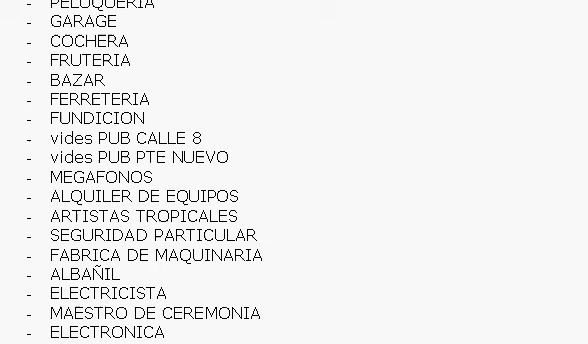 - PELUQUERIA
- GARAGE
- COCHERA
- FRUTERIA
- BAZAR
- FERRETERIA
- FUNDICION
- vides PUB CALLE 8
- vides PUB PTE NUEVO
- MEGAFONOS
- ALQUILER DE EQUIPOS
- ARTISTAS TROPICALES
- SEGURIDAD PARTICULAR
- FABRICA DE MAQUINARIA
- ALBAÑIL
- ELECTRICISTA
- MAESTRO DE CEREMONIA
- ELECTRONICA